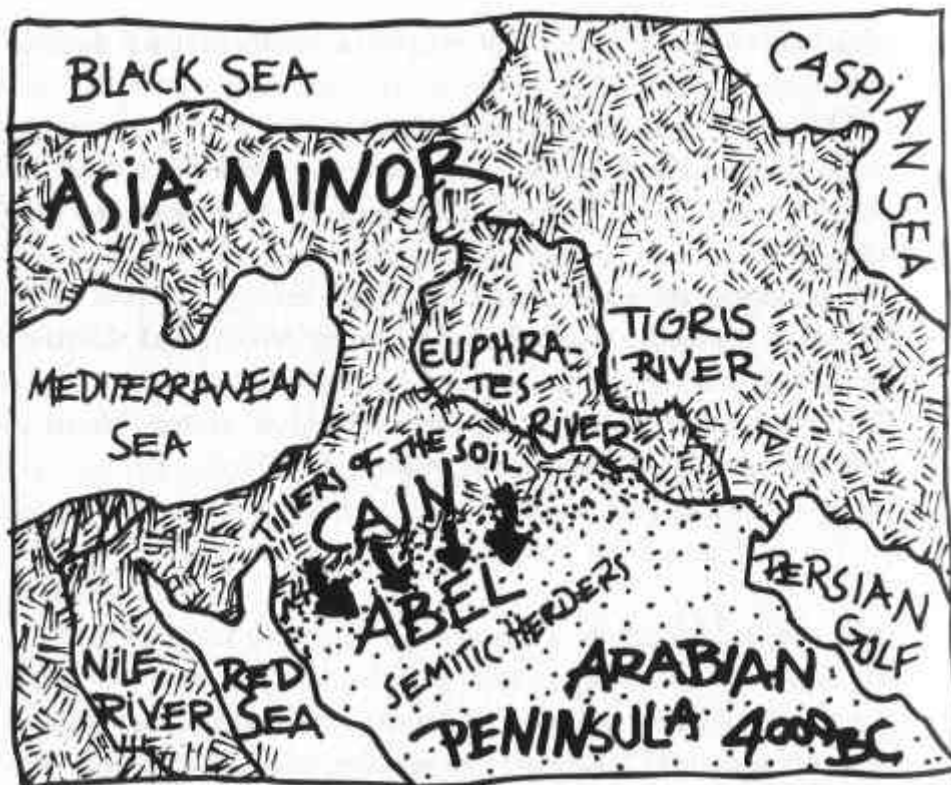 BLACK SEA
CASPIAN SEA
ASIA MINOR
MEDITERRANEAN
SEA
EUPHRA-
TES
RIVER
TIGRIS
RIVER
TILLERS OF THE SOIL
CAIN
ABEL
SEMITIC HERDERS
PERSIAN
GULF
NILE
RIVER
RED
SEA
ARABIAN
PENINSULA 4000 BC